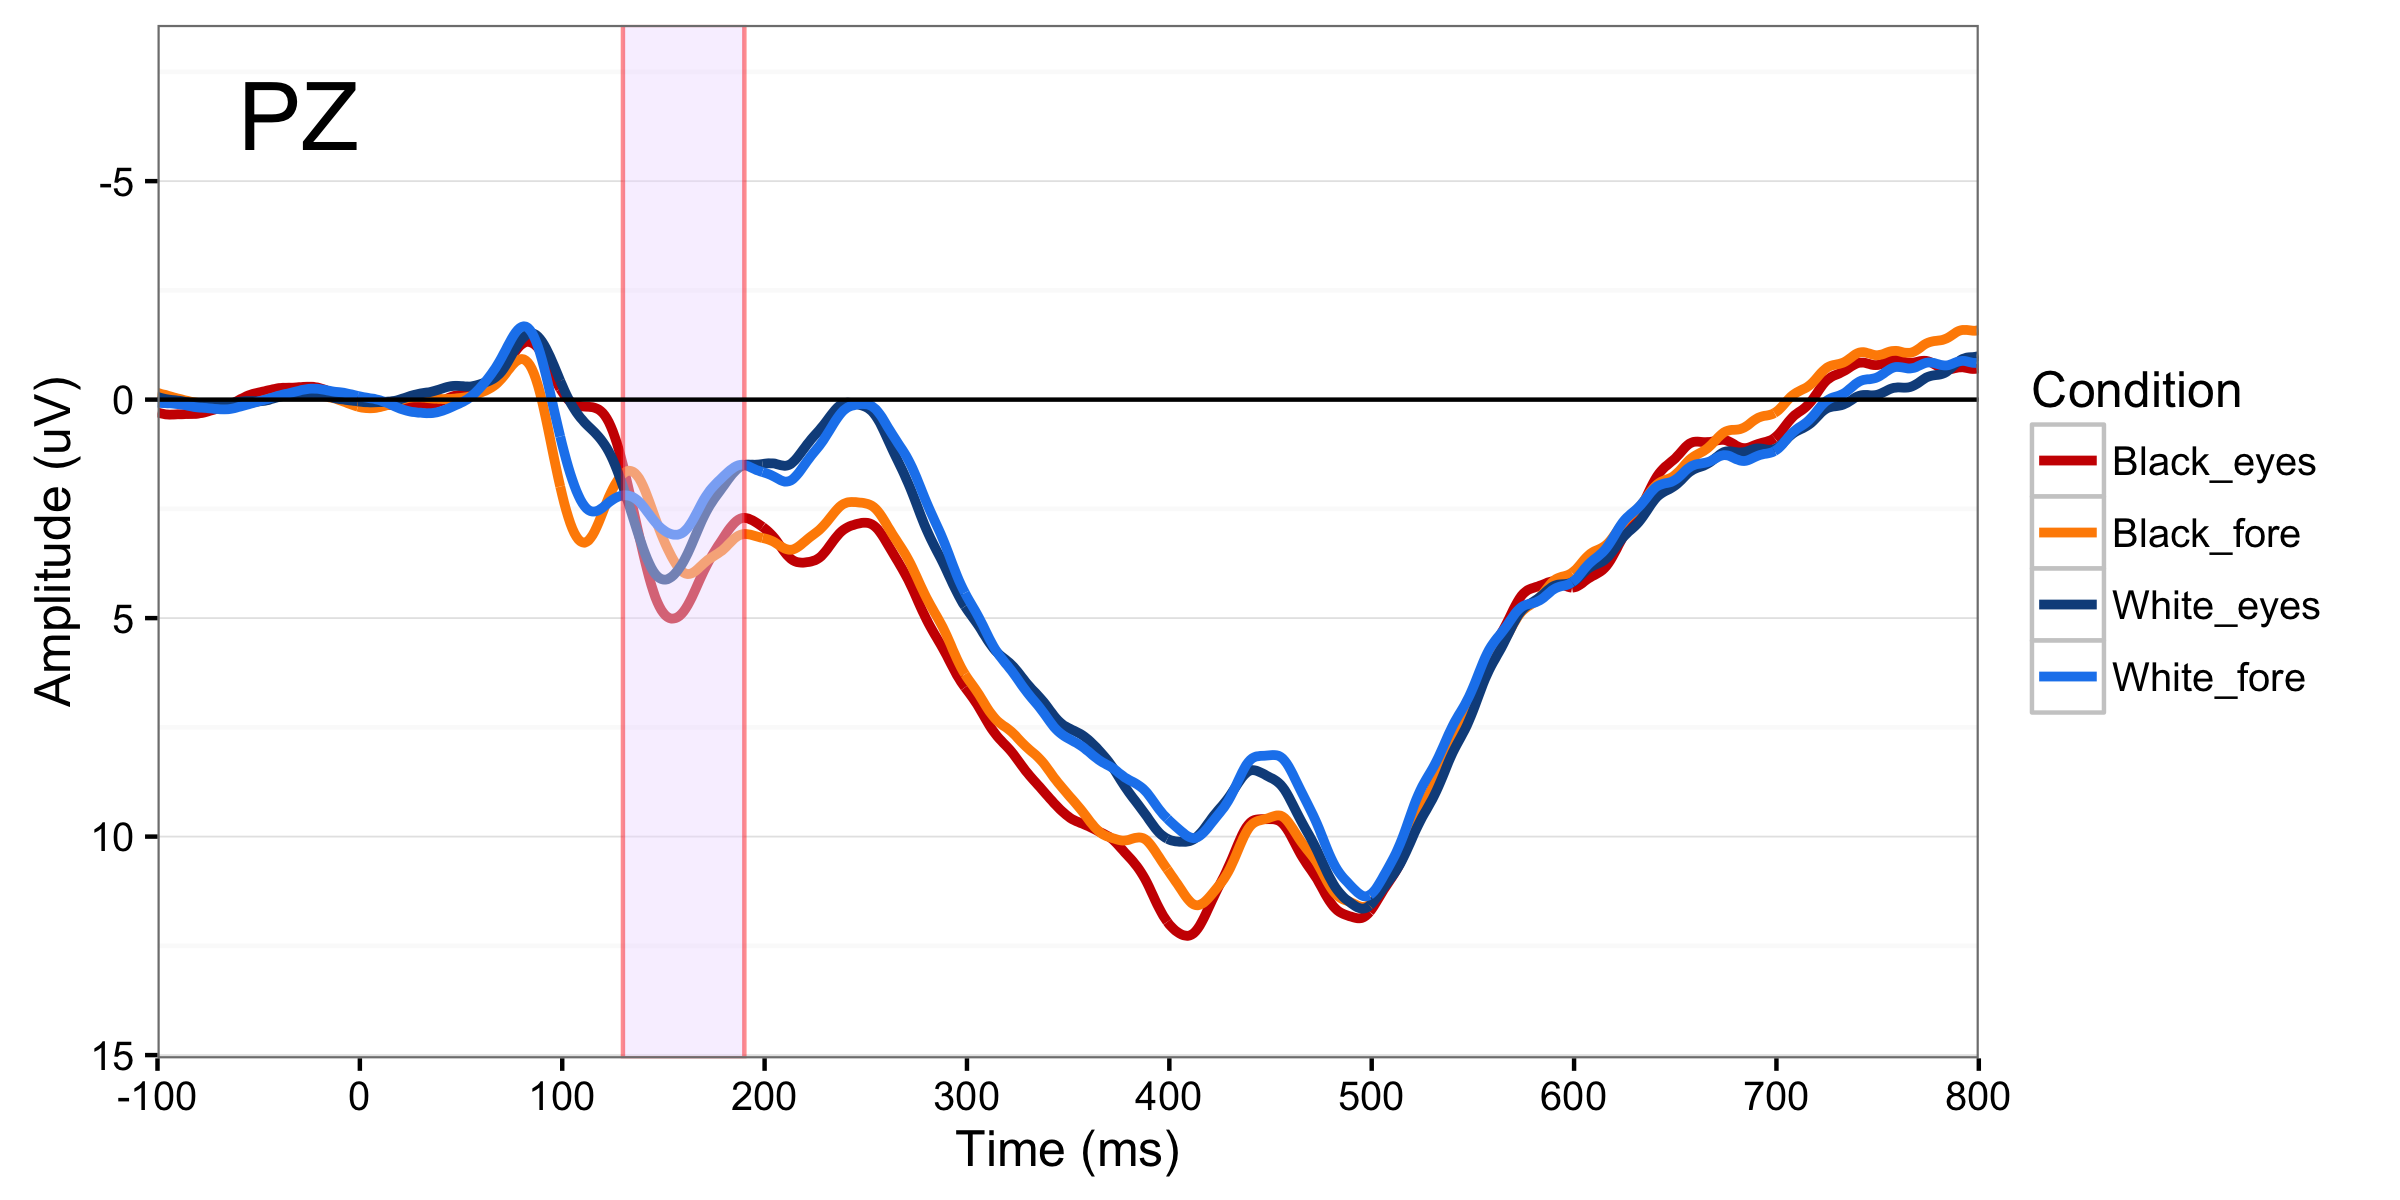 PZ
-5
0
5
10
15
Amplitude (uV)
-100 0 100 200 300 400 500 600 700 800
Time (ms)
Condition
Black_eyes
Black_fore
White_eyes
White_fore